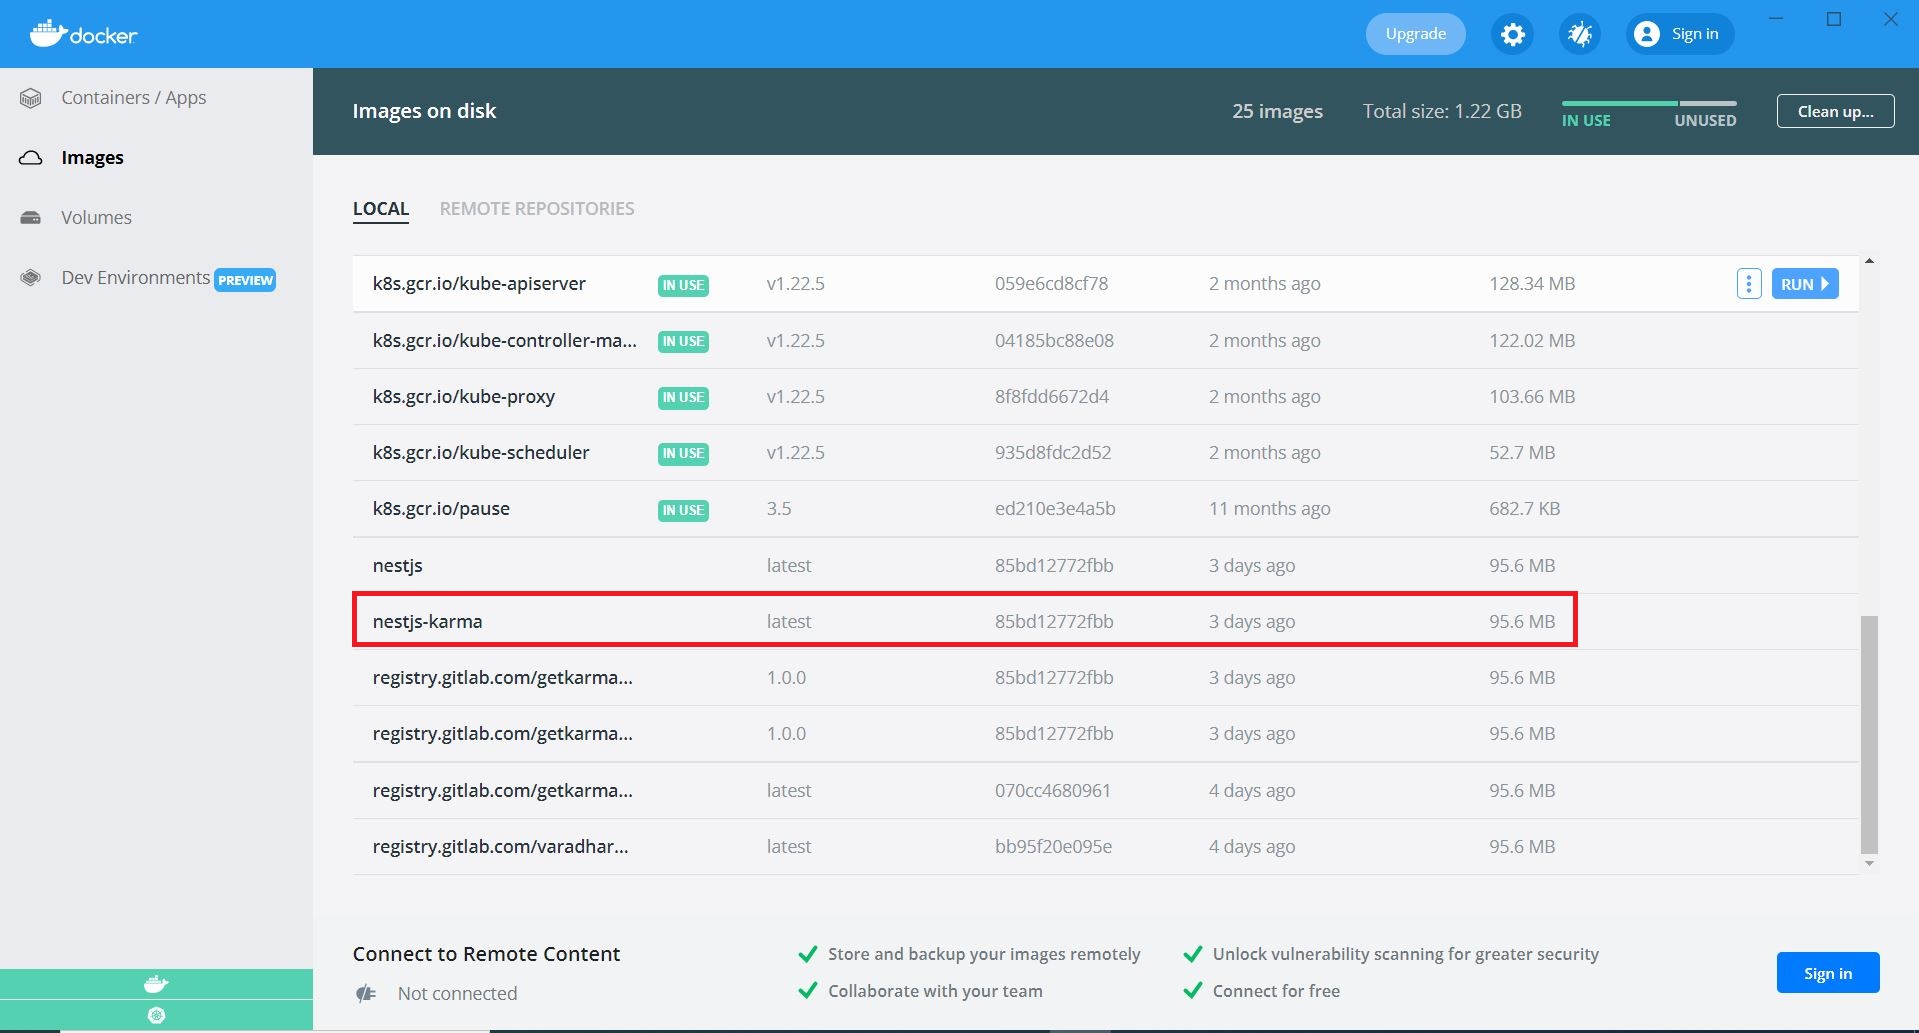 docker
Upgrade
Sign in
Containers / Apps
Images
Volumes
Dev Environments PREVIEW
Images on disk
25 images
Total size: 1.22 GB
IN USE UNUSED
Clean up...
LOCAL REMOTE REPOSITORIES
k8s.gcr.io/kube-apiserver IN USE v1.22.5 059e6cd8cf78 2 months ago 128.34 MB RUN
k8s.gcr.io/kube-controller-ma... IN USE v1.22.5 04185bc88e08 2 months ago 122.02 MB
k8s.gcr.io/kube-proxy IN USE v1.22.5 8f8fdd6672d4 2 months ago 103.66 MB
k8s.gcr.io/kube-scheduler IN USE v1.22.5 935d8fdc2d52 2 months ago 52.7 MB
k8s.gcr.io/pause IN USE 3.5 ed210e3e4a5b 11 months ago 682.7 KB
nestjs latest 85bd12772fbb 3 days ago 95.6 MB
nestjs-karma latest 85bd12772fbb 3 days ago 95.6 MB
registry.gitlab.com/getkarma... 1.0.0 85bd12772fbb 3 days ago 95.6 MB
registry.gitlab.com/getkarma... 1.0.0 85bd12772fbb 3 days ago 95.6 MB
registry.gitlab.com/getkarma... latest 070cc4680961 4 days ago 95.6 MB
registry.gitlab.com/varadhar... latest bb95f20e095e 4 days ago 95.6 MB
Connect to Remote Content
Not connected
Store and backup your images remotely
Collaborate with your team
Unlock vulnerability scanning for greater security
Connect for free
Sign in